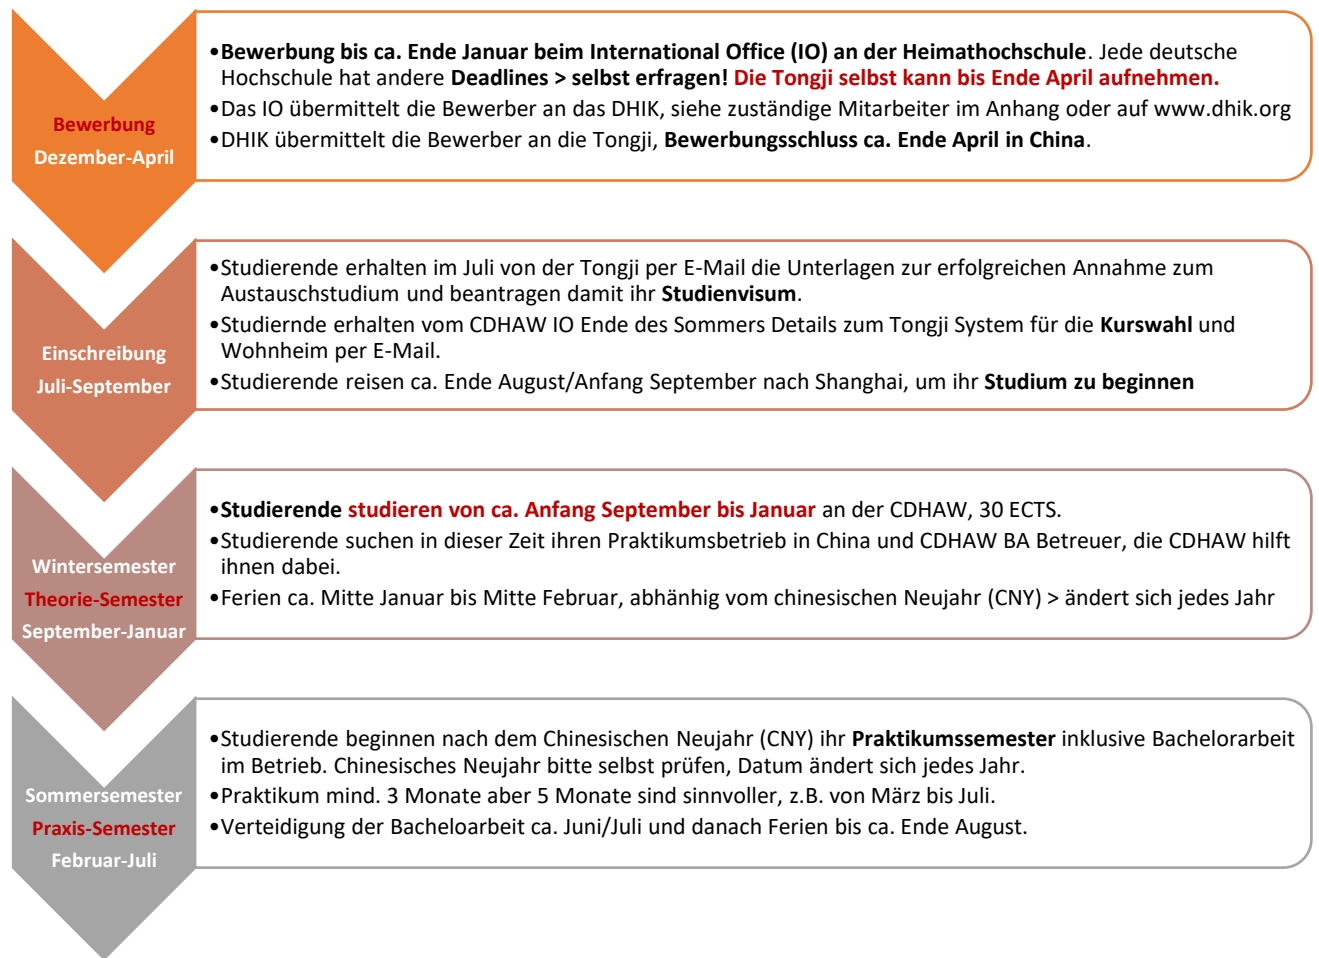 Bewerbung
Dezember-April
•Bewerbung bis ca. Ende Januar beim International Office (IO) an der Heimathochschule. Jede deutsche
Hochschule hat andere Deadlines > selbst erfragen! Die Tongji selbst kann bis Ende April aufnehmen.
•Das IO übermittelt die Bewerber an das DHIK, siehe zuständige Mitarbeiter im Anhang oder auf www.dhik.org
•DHIK übermittelt die Bewerber an die Tongji, Bewerbungsschluss ca. Ende April in China.
Einschreibung
Juli-September
•Studierende erhalten im Juli von der Tongji per E-Mail die Unterlagen zur erfolgreichen Annahme zum
Austauschstudium und beantragen damit ihr Studienvisum.
•Studiernde erhalten vom CDHAW IO Ende des Sommers Details zum Tongji System für die Kurswahl und
Wohnheim per E-Mail.
•Studierende reisen ca. Ende August/Anfang September nach Shanghai, um ihr Studium zu beginnen
Wintersemester
Theorie-Semester
September-Januar
•Studierende studieren von ca. Anfang September bis Januar an der CDHAW, 30 ECTS.
•Studierende suchen in dieser Zeit ihren Praktikumsbetrieb in China und CDHAW BA Betreuer, die CDHAW hilft
ihnen dabei.
•Ferien ca. Mitte Januar bis Mitte Februar, abhänhig vom chinesischen Neujahr (CNY) > ändert sich jedes Jahr
Sommersemester
Praxis-Semester
Februar-Juli
•Studierende beginnen nach dem Chinesischen Neujahr (CNY) ihr Praktikumssemester inklusive Bachelorarbeit
im Betrieb. Chinesisches Neujahr bitte selbst prüfen, Datum ändert sich jedes Jahr.
•Praktikum mind. 3 Monate aber 5 Monate sind sinnvoller, z.B. von März bis Juli.
•Verteidigung der Bacheloarbeit ca. Juni/Juli und danach Ferien bis ca. Ende August.